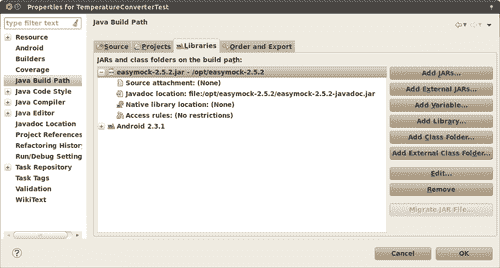 Properties for TemperatureConverterTest
type filter text
Java Build Path
Resource
Android
Builders
Coverage
Java Build Path
Java Code Style
Java Compiler
Java Editor
Javadoc Location
Project References
Refactoring History
Run/Debug Setting
Task Repository
Task Tags
Validation
WikiText
Source
Projects
Libraries
Order and Export
JARs and class folders on the build path:
easymock-2.5.2.jar - /opt/easymock-2.5.2
Source attachment: (None)
Javadoc location: file:/opt/easymock-2.5.2/easymock-2.5.2-javadoc.jar
Native library location: (None)
Access rules: (No restrictions)
Android 2.3.1
Add JARs...
Add External JARs...
Add Variable...
Add Library...
Add Class Folder...
Add External Class Folder...
Edit...
Remove
Migrate JAR File...
Cancel
OK